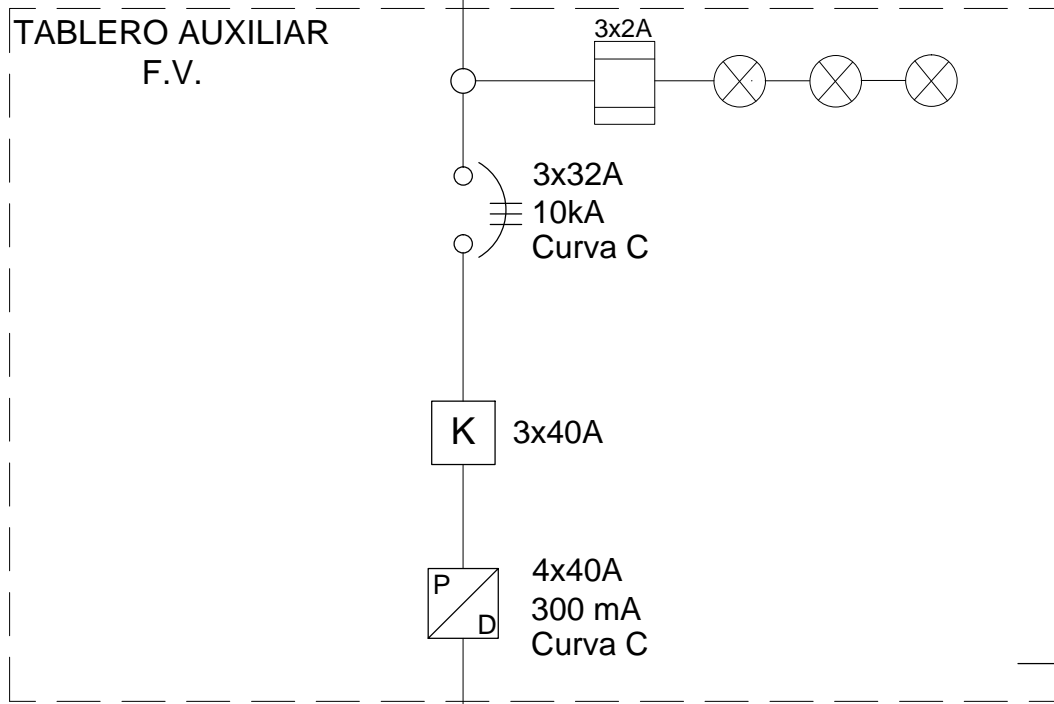 TABLERO AUXILIAR
F.V.
3x2A
3x32A
10kA
Curva C
K
3x40A
P
D
4x40A
300 mA
Curva C